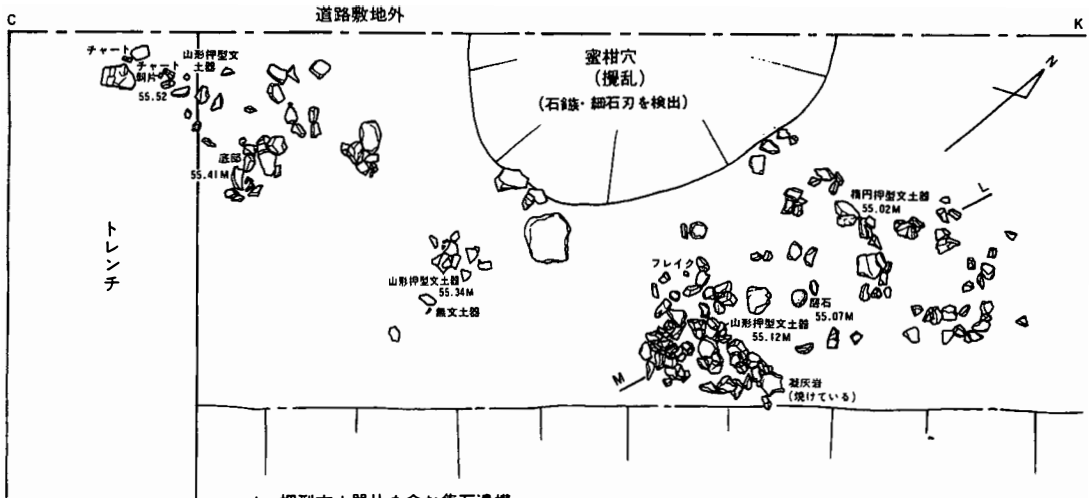 道路敷地外
C
K
チャート
チャート
剝片
55.52
山形押型文
土器
蜜柑穴
(攪乱)
(石鏃・細石刃を検出)
N
底部
55.41M
楕円押型文土器
55.02M
L
トレンチ
山形押型文土器
55.34M
無文土器
フレイク
磨石
55.07M
山形押型文土器
55.12M
M
凝灰岩
(焼けている)